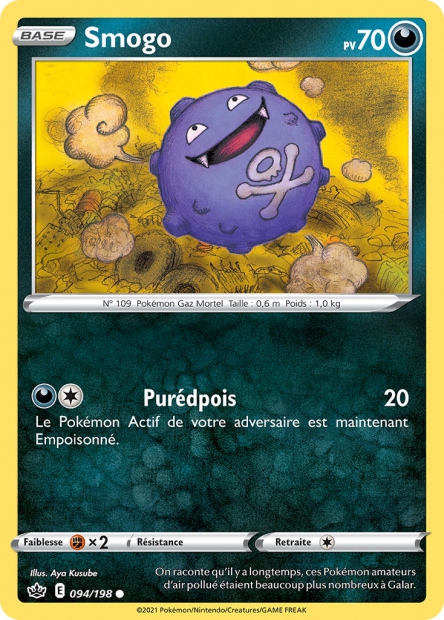 BASE Smogo PV70
N° 109 Pokémon Gaz Mortel Taille : 0,6 m Poids : 1,0 kg
Purédpois 20
Le Pokémon Actif de votre adversaire est maintenant
Empoisonné.
Faiblesse ×2 Résistance Retraite
Illus. Aya Kusube
E 094/198
On raconte qu'il y a longtemps, ces Pokémon amateurs
d'air pollué étaient beaucoup plus nombreux à Galar.
©2021 Pokémon/Nintendo/Creatures/GAME FREAK